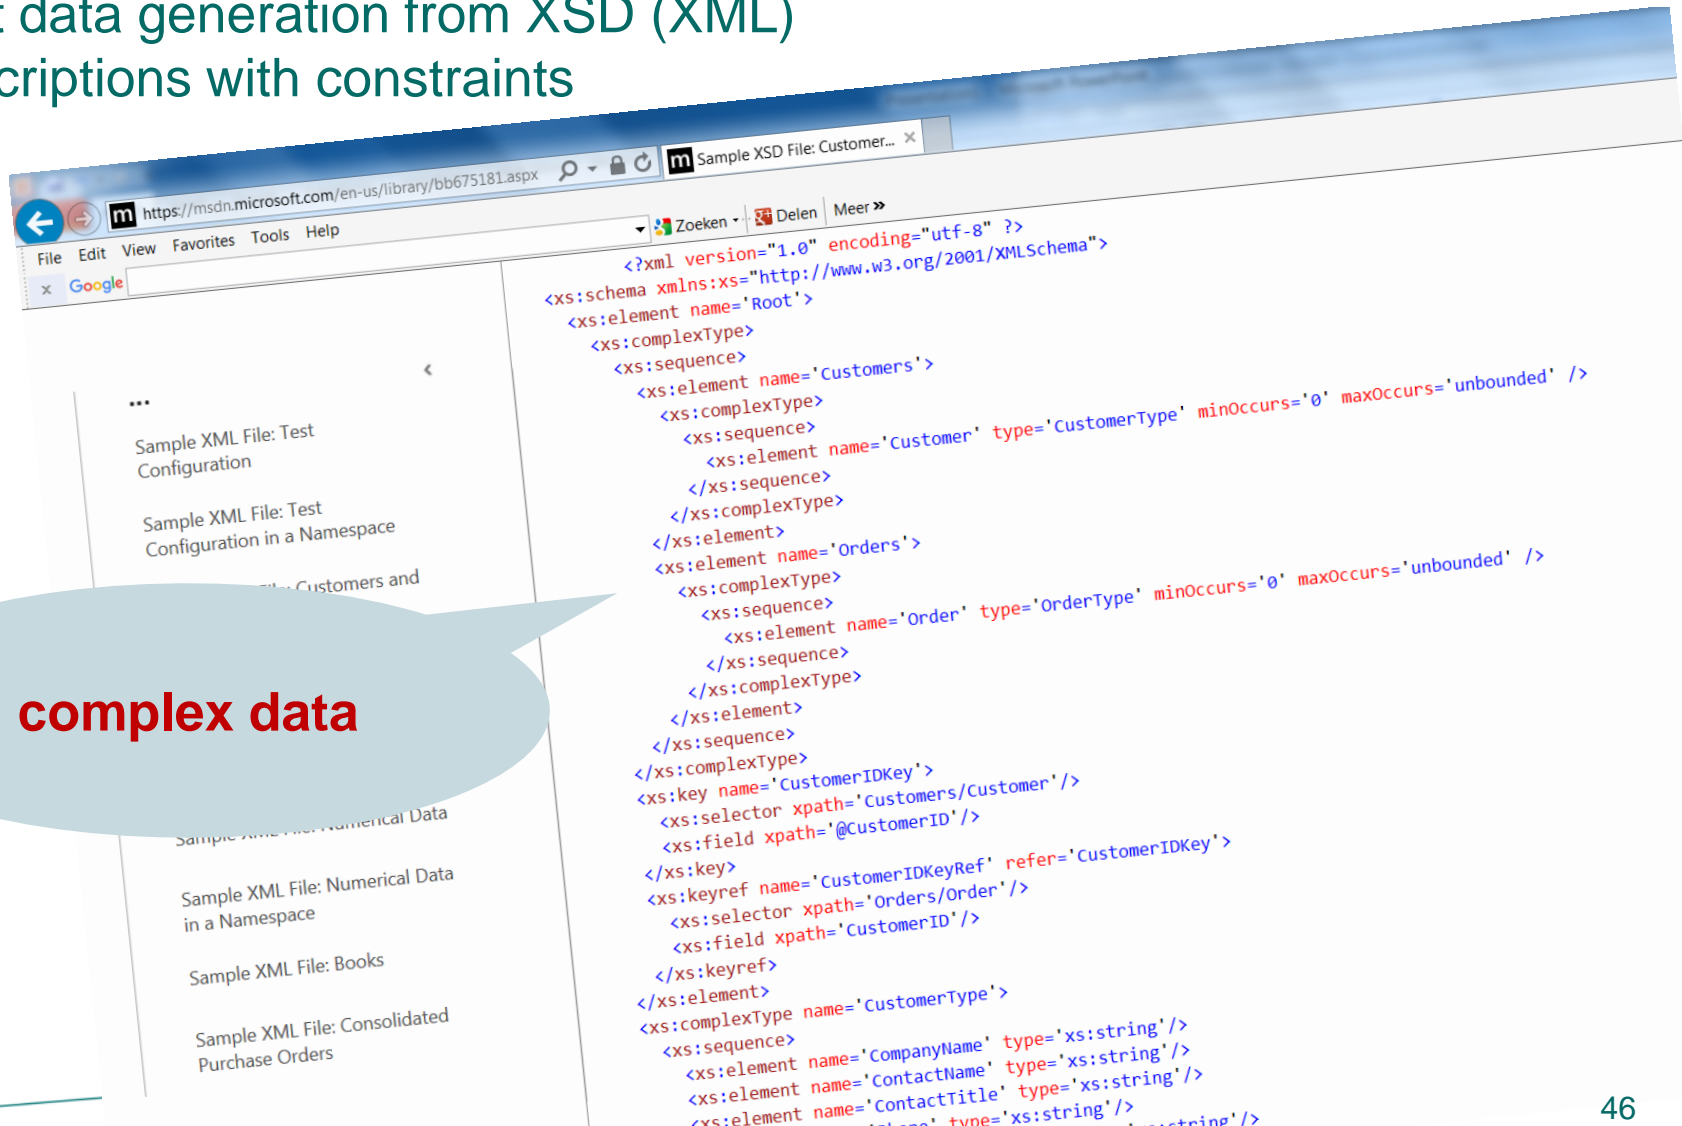 t data generation from XSD (XML)
criptions with constraints
https://msdn.microsoft.com/en-us/library/bb675181.aspx
Sample XSD File: Customer...
File Edit View Favorites Tools Help
x Google
Zoeken
Delen
Meer »
...
Sample XML File: Test
Configuration
Sample XML File: Test
Configuration in a Namespace
Customers and
complex data
Sample XML File: Numerical Data
Sample XML File: Numerical Data
in a Namespace
Sample XML File: Books
Sample XML File: Consolidated
Purchase Orders
<?xml version="1.0" encoding="utf-8" ?>
<xs:schema xmlns:xs="http://www.w3.org/2001/XMLSchema">
<xs:element name='Root'>
<xs:complexType>
<xs:sequence>
<xs:element name='Customers'>
<xs:complexType>
<xs:sequence>
<xs:element name='Customer' type='CustomerType' minOccurs='0' maxOccurs='unbounded' />
</xs:sequence>
</xs:complexType>
</xs:element>
<xs:element name='Orders'>
<xs:complexType>
<xs:sequence>
<xs:element name='Order' type='OrderType' minOccurs='0' maxOccurs='unbounded' />
</xs:sequence>
</xs:complexType>
</xs:element>
</xs:sequence>
</xs:complexType>
<xs:key name='CustomerIDKey'>
<xs:selector xpath='Customers/Customer'/>
<xs:field xpath='@CustomerID'/>
</xs:key>
<xs:keyref name='CustomerIDKeyRef' refer='CustomerIDKey'>
<xs:selector xpath='Orders/Order'/>
<xs:field xpath='CustomerID'/>
</xs:keyref>
</xs:element>
<xs:complexType name='CustomerType'>
<xs:sequence>
<xs:element name='CompanyName' type='xs:string'/>
<xs:element name='ContactName' type='xs:string'/>
<xs:element name='ContactTitle' type='xs:string'/>
type='xs:string'/>
46